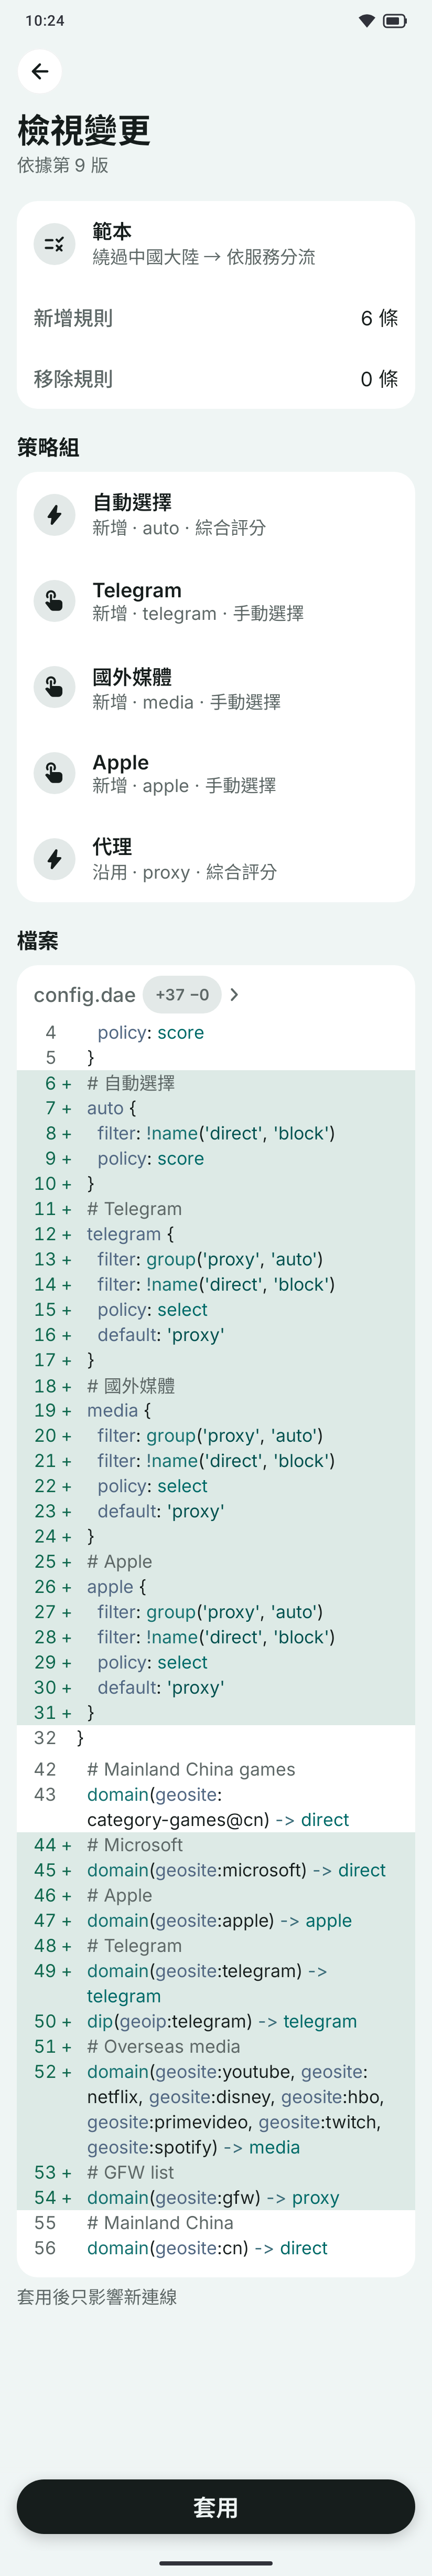 10:24
檢視變更
依據第 9 版
範本
繞過中國大陸 → 依服務分流
新增規則 6 條
移除規則 0 條
策略組
自動選擇
新增 · auto · 綜合評分
Telegram
新增 · telegram · 手動選擇
國外媒體
新增 · media · 手動選擇
Apple
新增 · apple · 手動選擇
代理
沿用 · proxy · 綜合評分
檔案
config.dae +37 −0
4 policy: score
5 }
6 + # 自動選擇
7 + auto {
8 + filter: !name('direct', 'block')
9 + policy: score
10 + }
11 + # Telegram
12 + telegram {
13 + filter: group('proxy', 'auto')
14 + filter: !name('direct', 'block')
15 + policy: select
16 + default: 'proxy'
17 + }
18 + # 國外媒體
19 + media {
20 + filter: group('proxy', 'auto')
21 + filter: !name('direct', 'block')
22 + policy: select
23 + default: 'proxy'
24 + }
25 + # Apple
26 + apple {
27 + filter: group('proxy', 'auto')
28 + filter: !name('direct', 'block')
29 + policy: select
30 + default: 'proxy'
31 + }
32 }
42 # Mainland China games
43 domain(geosite:
category-games@cn) -> direct
44 + # Microsoft
45 + domain(geosite:microsoft) -> direct
46 + # Apple
47 + domain(geosite:apple) -> apple
48 + # Telegram
49 + domain(geosite:telegram) ->
telegram
50 + dip(geoip:telegram) -> telegram
51 + # Overseas media
52 + domain(geosite:youtube, geosite:
netflix, geosite:disney, geosite:hbo,
geosite:primevideo, geosite:twitch,
geosite:spotify) -> media
53 + # GFW list
54 + domain(geosite:gfw) -> proxy
55 # Mainland China
56 domain(geosite:cn) -> direct
套用後只影響新連線
套用